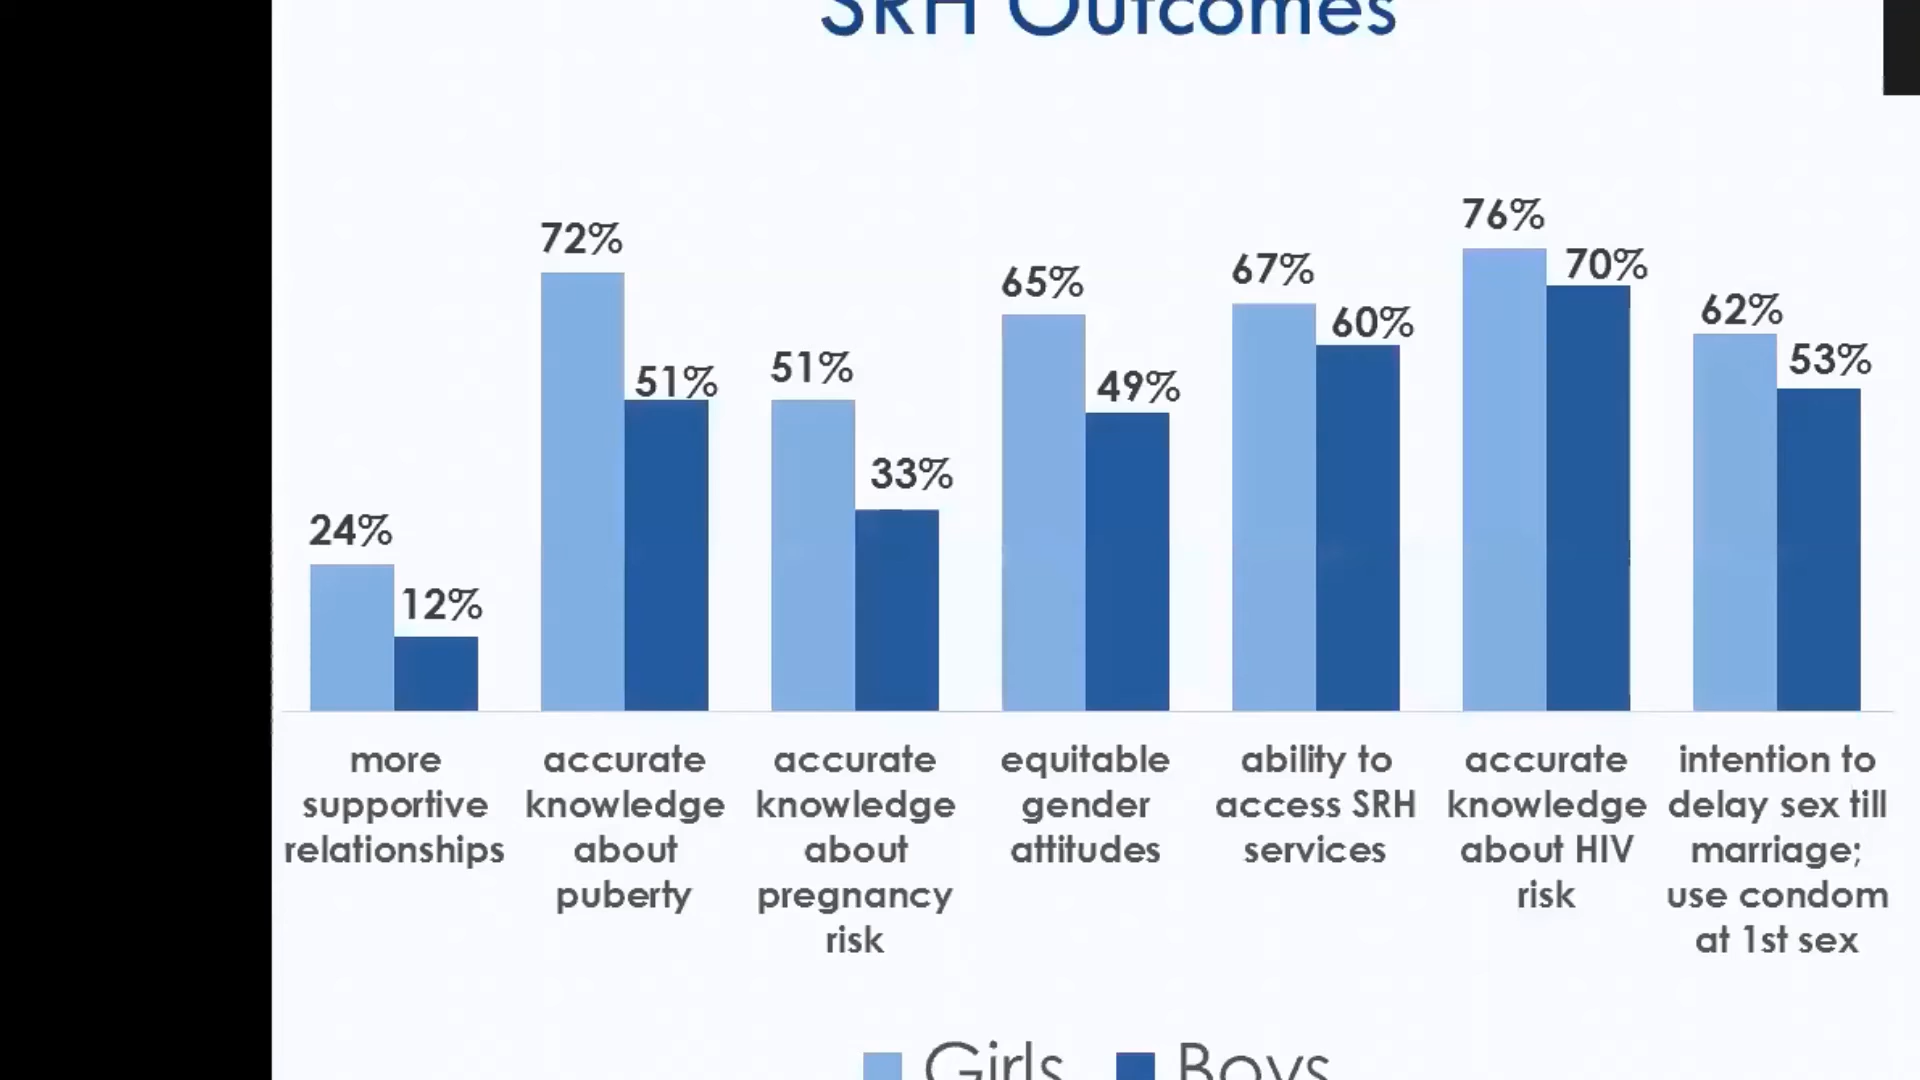 SRH Outcomes
24%
12%
72%
51%
51%
33%
65%
49%
67%
60%
76%
70%
62%
53%
more
supportive
relationships
accurate
knowledge
about
puberty
accurate
knowledge
about
pregnancy
risk
equitable
gender
attitudes
ability to
access SRH
services
accurate
knowledge
about HIV
risk
intention to
delay sex till
marriage;
use condom
at 1st sex
Girls
Boys